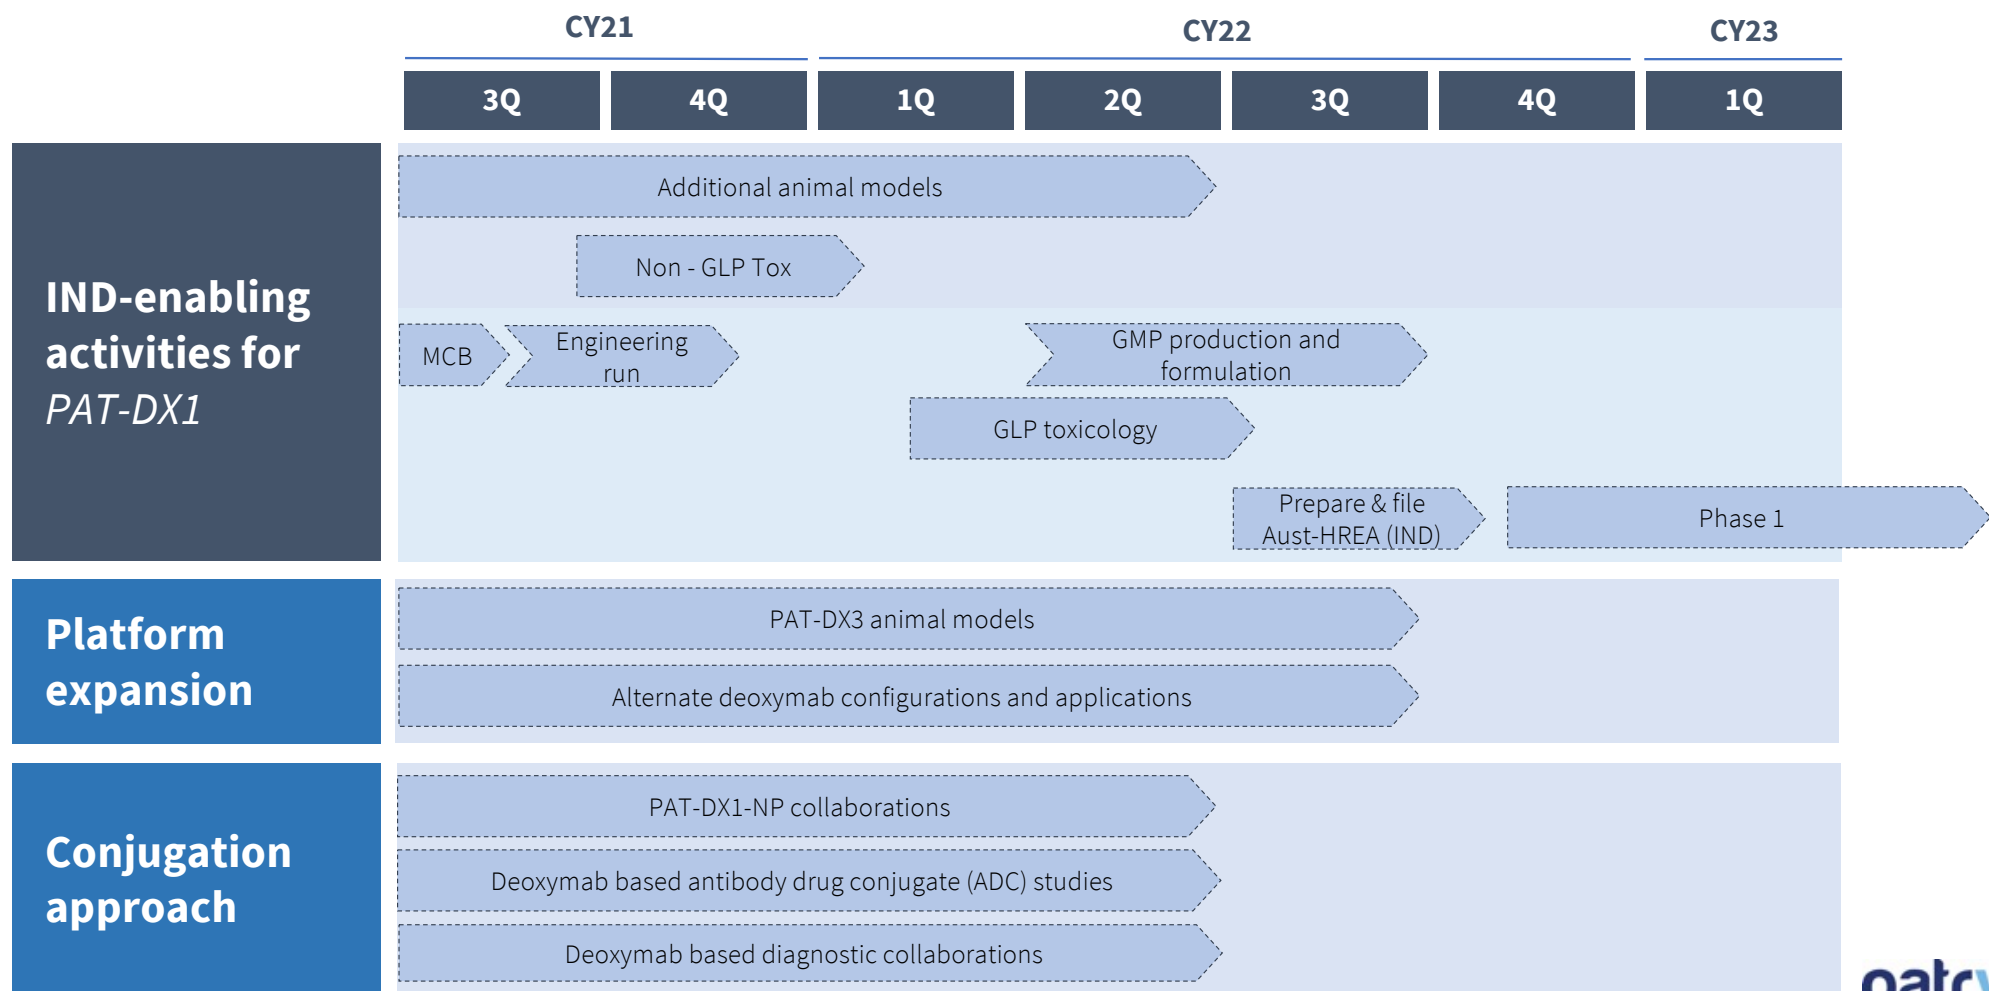 CY21
CY22
CY23
3Q
4Q
1Q
2Q
3Q
4Q
1Q
IND-enabling
activities for
PAT-DX1
Additional animal models
Non - GLP Tox
MCB
Engineering
run
GMP production and
formulation
GLP toxicology
Prepare & file
Aust-HREA (IND)
Phase 1
Platform
expansion
PAT-DX3 animal models
Alternate deoxymab configurations and applications
Conjugation
approach
PAT-DX1-NP collaborations
Deoxymab based antibody drug conjugate (ADC) studies
Deoxymab based diagnostic collaborations